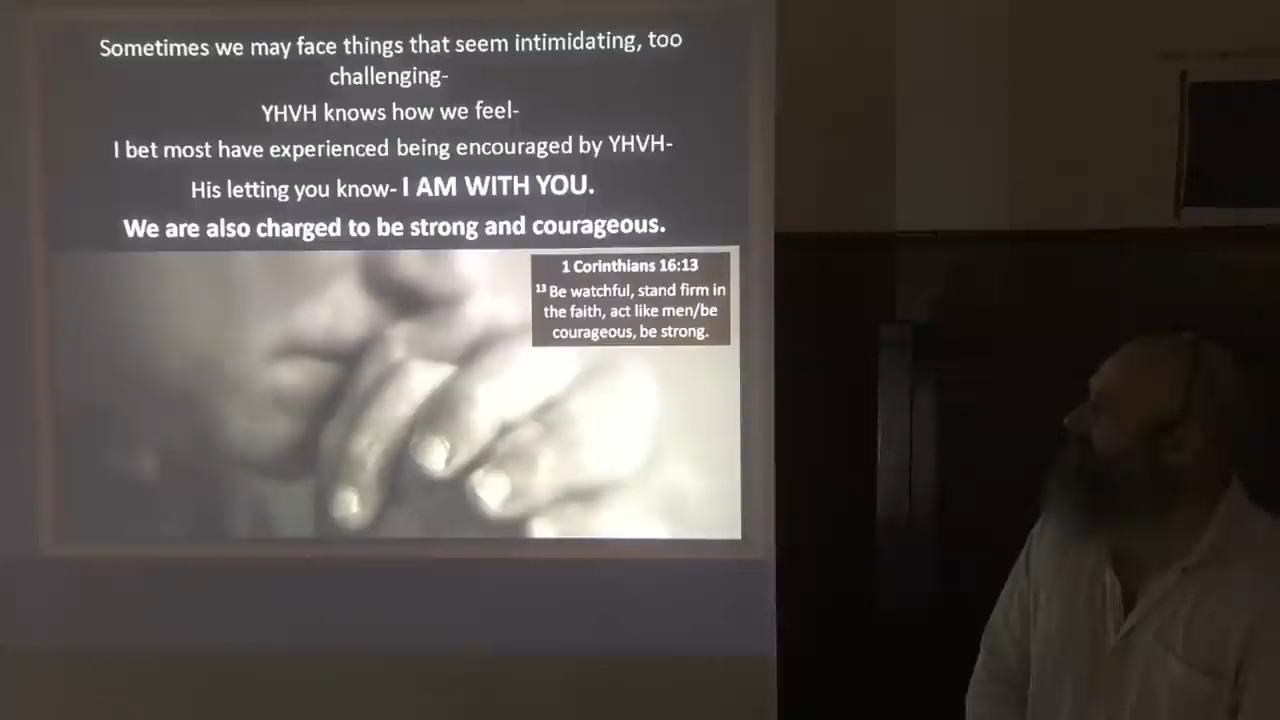 Sometimes we may face things that seem intimidating, too
challenging-
YHVH knows how we feel-
I bet most have experienced being encouraged by YHVH-
His letting you know- I AM WITH YOU.
We are also charged to be strong and courageous.
1 Corinthians 16:13
13 Be watchful, stand firm in
the faith, act like men/be
courageous, be strong.